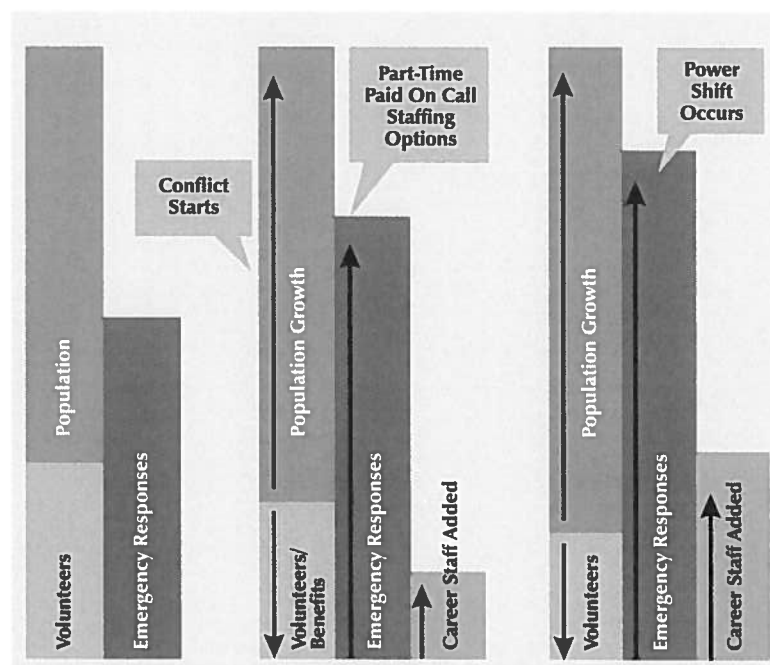 Population
Volunteers
Emergency Responses
Conflict
Starts
Population Growth
Volunteers/
Benefits
Part-Time
Paid On Call
Staffing
Options
Emergency Responses
Career Staff Added
Population Growth
Volunteers
Power
Shift
Occurs
Emergency Responses
Career Staff Added